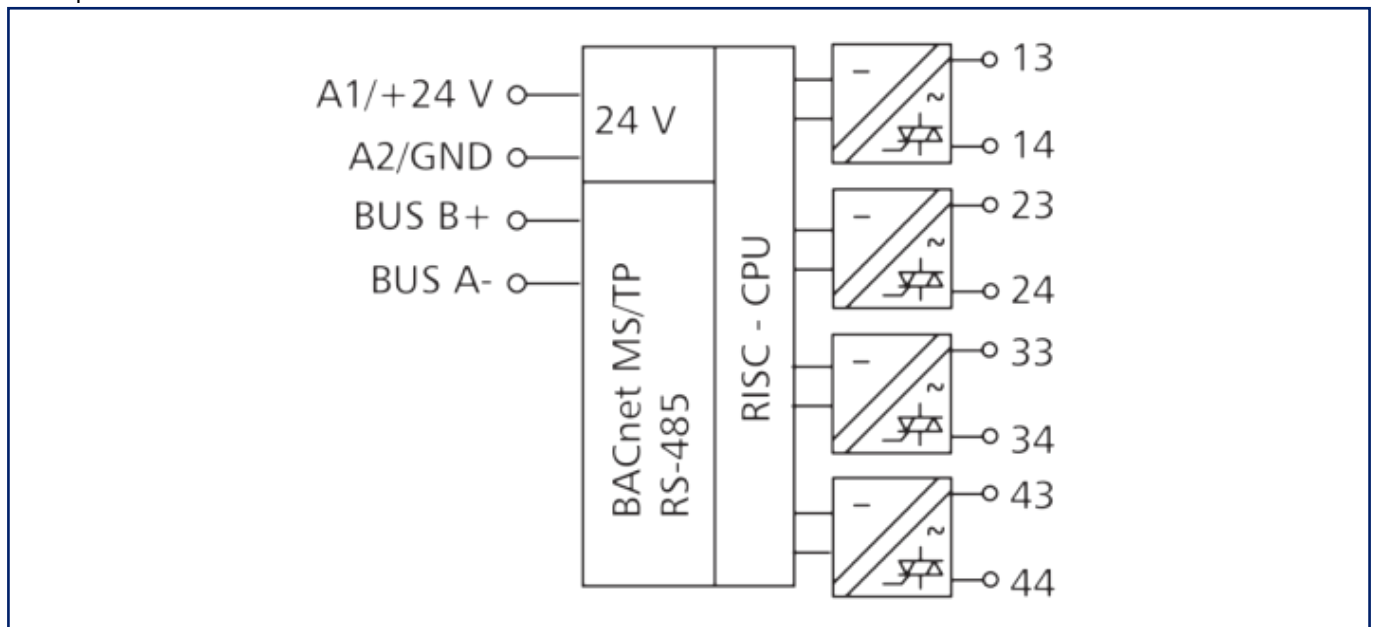 A1/+24 V
A2/GND
BUS B+
BUS A-
24 V
BACnet MS/TP
RS-485
RISC - CPU
13
14
23
24
33
34
43
44